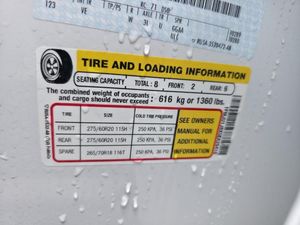 TIRE AND LOADING INFORMATION
SEATING CAPACITY TOTAL: 8 FRONT: 2 REAR: 6
The combined weight of occupants and cargo should never exceed: 616 kg or 1360 lbs.
TIRE SIZE COLD TIRE PRESSURE
FRONT 275/60R20 115H 250 KPA, 36 PSI
REAR 275/60R20 115H 250 KPA, 36 PSI
SPARE 265/70R18 116T 250 KPA, 36 PSI
SEE OWNERS
MANUAL FOR
ADDITIONAL
INFORMATION